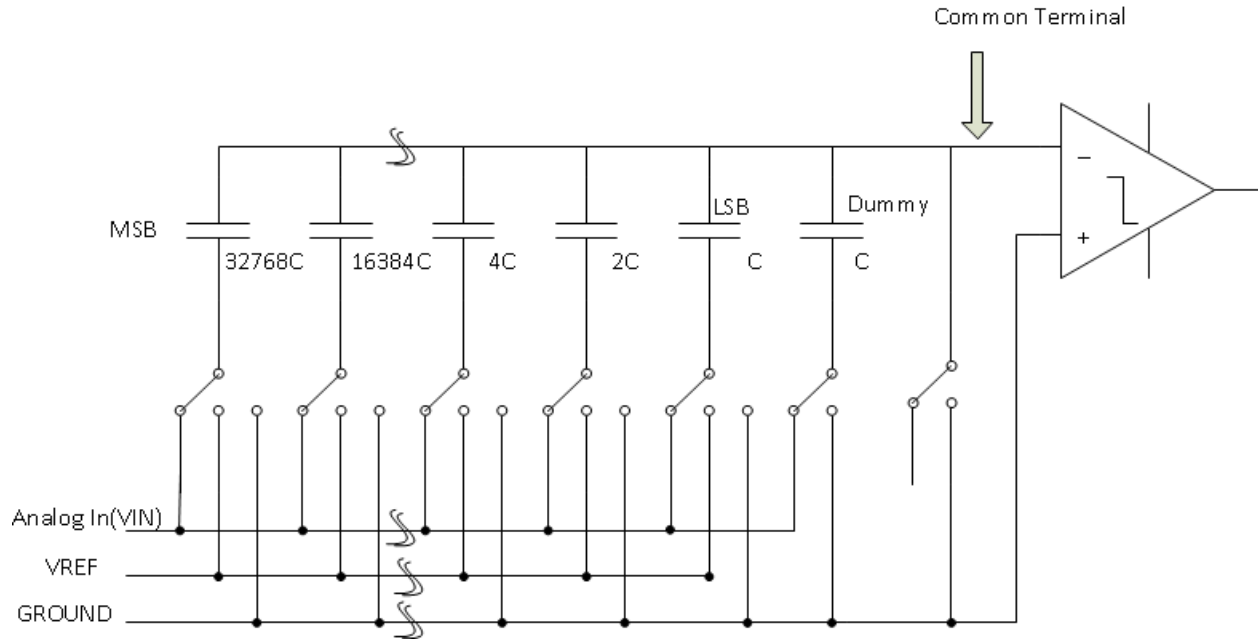 Common Terminal
MSB
32768C
16384C
4C
2C
LSB
C
Dummy
C
−
+
Analog In(VIN)
VREF
GROUND